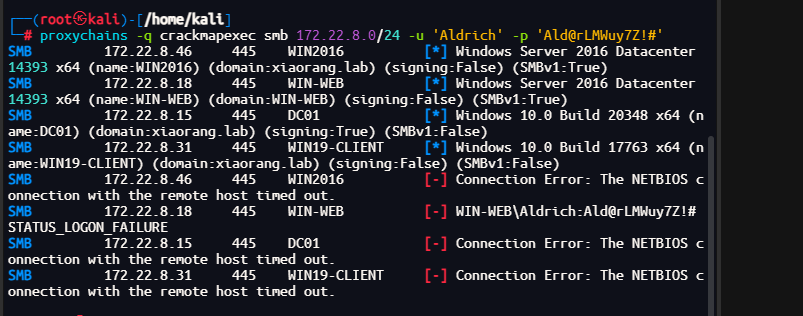 ┌──(root㉿kali)-[/home/kali]
└─# proxychains -q crackmapexec smb 172.22.8.0/24 -u 'Aldrich' -p 'Ald@rLMWuy7Z!#'
SMB         172.22.8.46     445    WIN2016          [*] Windows Server 2016 Datacenter
14393 x64 (name:WIN2016) (domain:xiaorang.lab) (signing:False) (SMBv1:True)
SMB         172.22.8.18     445    WIN-WEB          [*] Windows Server 2016 Datacenter
14393 x64 (name:WIN-WEB) (domain:WIN-WEB) (signing:False) (SMBv1:True)
SMB         172.22.8.15     445    DC01             [*] Windows 10.0 Build 20348 x64 (n
ame:DC01) (domain:xiaorang.lab) (signing:True) (SMBv1:False)
SMB         172.22.8.31     445    WIN19-CLIENT     [*] Windows 10.0 Build 17763 x64 (n
ame:WIN19-CLIENT) (domain:xiaorang.lab) (signing:False) (SMBv1:False)
SMB         172.22.8.46     445    WIN2016          [-] Connection Error: The NETBIOS c
onnection with the remote host timed out.
SMB         172.22.8.18     445    WIN-WEB          [-] WIN-WEB\Aldrich:Ald@rLMWuy7Z!#
STATUS_LOGON_FAILURE
SMB         172.22.8.15     445    DC01             [-] Connection Error: The NETBIOS c
onnection with the remote host timed out.
SMB         172.22.8.31     445    WIN19-CLIENT     [-] Connection Error: The NETBIOS c
onnection with the remote host timed out.